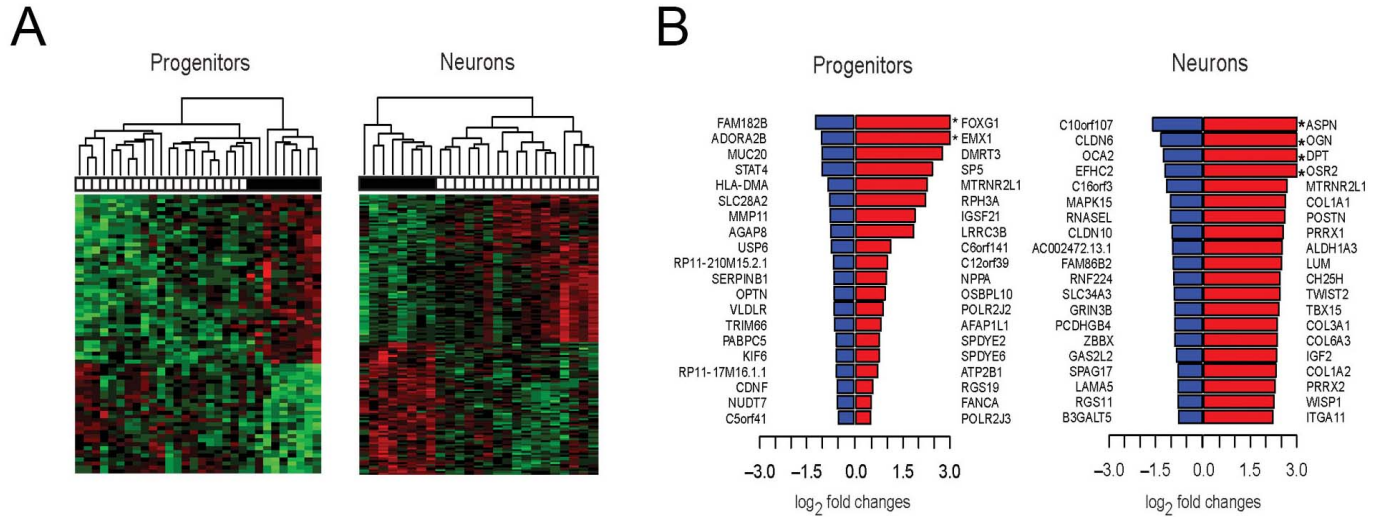 A
Progenitors
Neurons
B
Progenitors
Neurons
FAM182B * FOXG1
ADORA2B * EMX1
MUC20 DMRT3
STAT4 SP5
HLA-DMA MTRNR2L1
SLC28A2 RPH3A
MMP11 IGSF21
AGAP8 LRRC3B
USP6 C6orf141
RP11-210M15.2.1 C12orf39
SERPINB1 NPPA
OPTN OSBPL10
VLDLR POLR2J2
TRIM66 AFAP1L1
PABPC5 SPDYE2
KIF6 SPDYE6
RP11-17M16.1.1 ATP2B1
CDNF RGS19
NUDT7 FANCA
C5orf41 POLR2J3
−3.0 −1.5 0.0 1.5 3.0
log2 fold changes
C10orf107 *ASPN
CLDN6 *OGN
OCA2 *DPT
EFHC2 *OSR2
C16orf3 MTRNR2L1
MAPK15 COL1A1
RNASEL POSTN
CLDN10 PRRX1
AC002472.13.1 ALDH1A3
FAM86B2 LUM
RNF224 CH25H
SLC34A3 TWIST2
GRIN3B TBX15
PCDHGB4 COL3A1
ZBBX COL6A3
GAS2L2 IGF2
SPAG17 COL1A2
LAMA5 PRRX2
RGS11 WISP1
B3GALT5 ITGA11
−3.0 −1.5 0.0 1.5 3.0
log2 fold changes